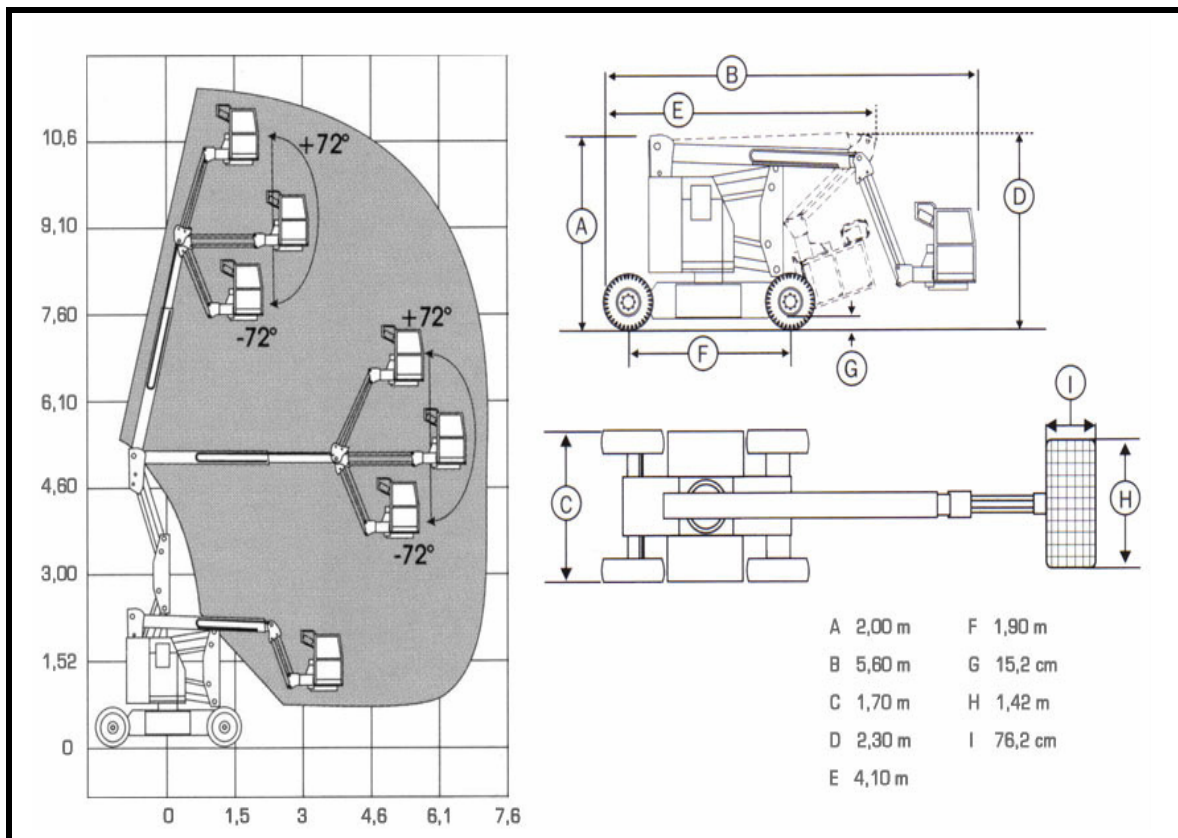 10,6
9,10
7,60
6,10
4,60
3,00
1,52
0
0 1,5 3 4,6 6,1 7,6
+72°
-72°
+72°
-72°
B
E
A
D
F
G
I
C
H
A 2,00 m
B 5,60 m
C 1,70 m
D 2,30 m
E 4,10 m
F 1,90 m
G 15,2 cm
H 1,42 m
I 76,2 cm